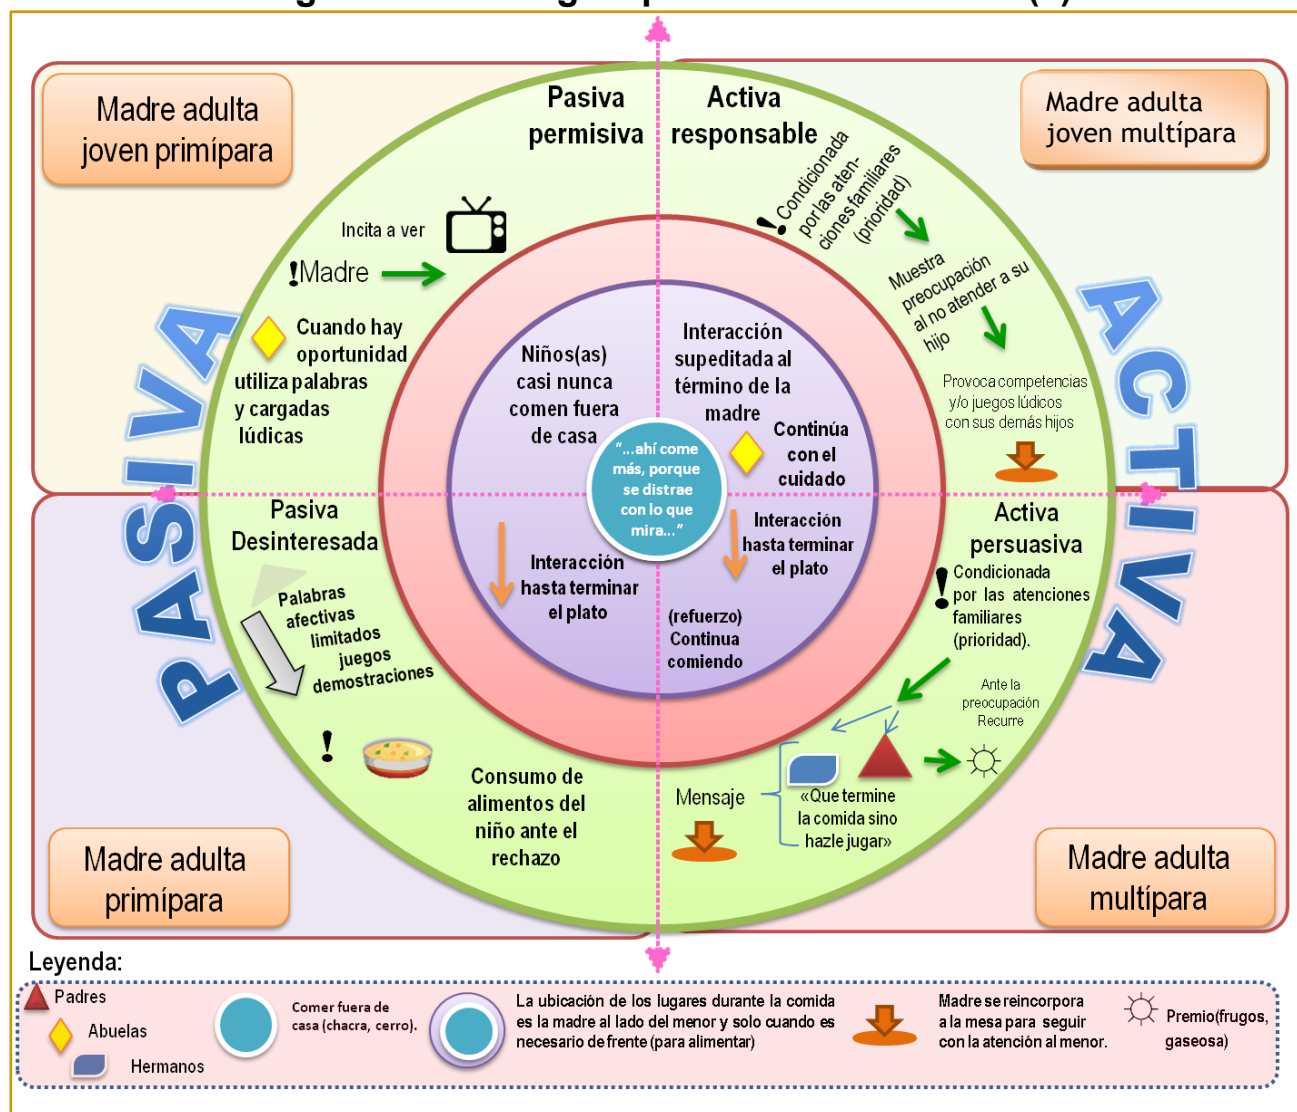 Madre adulta
joven primípara
Pasiva
permisiva
Activa
responsable
Madre adulta
joven multípara
Incita a ver
!Madre
Cuando hay
oportunidad
utiliza palabras
y cargadas
lúdicas
! Condicionada
por las aten-
ciones familiares
(prioridad)
Muestra
preocupación
al no atender a su
hijo
Provoca competencias
y/o juegos lúdicos
con sus demás hijos
PASIVA
ACTIVA
Niños(as)
casi nunca
comen fuera
de casa
Interacción
supeditada al
término de la
madre
Continúa
con el
cuidado
“...ahí come
más, porque
se distrae
con lo que
mira...”
Interacción
hasta terminar
el plato
Interacción
hasta terminar
el plato
(refuerzo)
Continua
comiendo
Pasiva
Desinteresada
Palabras
afectivas
limitados
juegos
demostraciones
!
Consumo de
alimentos del
niño ante el
rechazo
Activa
persuasiva
! Condicionada
por las atenciones
familiares
(prioridad).
Ante la
preocupación
Recurre
Mensaje
«Que termine
la comida sino
hazle jugar»
Madre adulta
primípara
Madre adulta
multípara
Leyenda:
Padres
Abuelas
Hermanos
Comer fuera de
casa (chacra, cerro).
La ubicación de los lugares durante la comida
es la madre al lado del menor y solo cuando es
necesario de frente (para alimentar)
Madre se reincorpora
a la mesa para seguir
con la atención al menor.
Premio(frugos,
gaseosa)